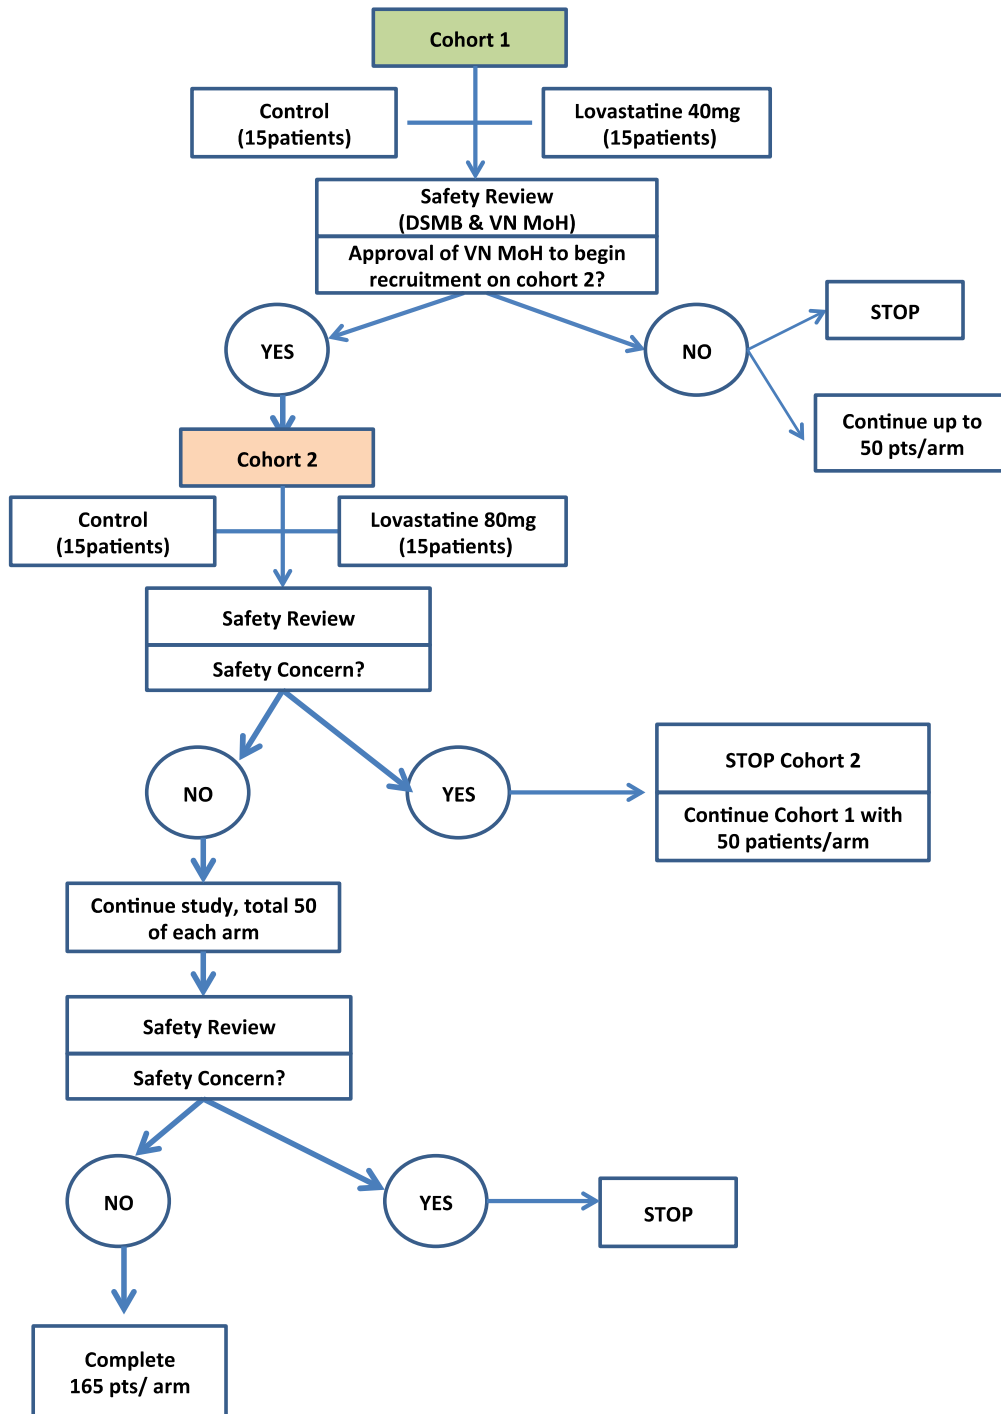 Cohort 1
Control
(15patients)
Lovastatine 40mg
(15patients)
Safety Review
(DSMB & VN MoH)
Approval of VN MoH to begin
recruitment on cohort 2?
YES
NO
STOP
Continue up to
50 pts/arm
Cohort 2
Control
(15patients)
Lovastatine 80mg
(15patients)
Safety Review
Safety Concern?
NO
YES
STOP Cohort 2
Continue Cohort 1 with
50 patients/arm
Continue study, total 50
of each arm
Safety Review
Safety Concern?
NO
YES
STOP
Complete
165 pts/ arm